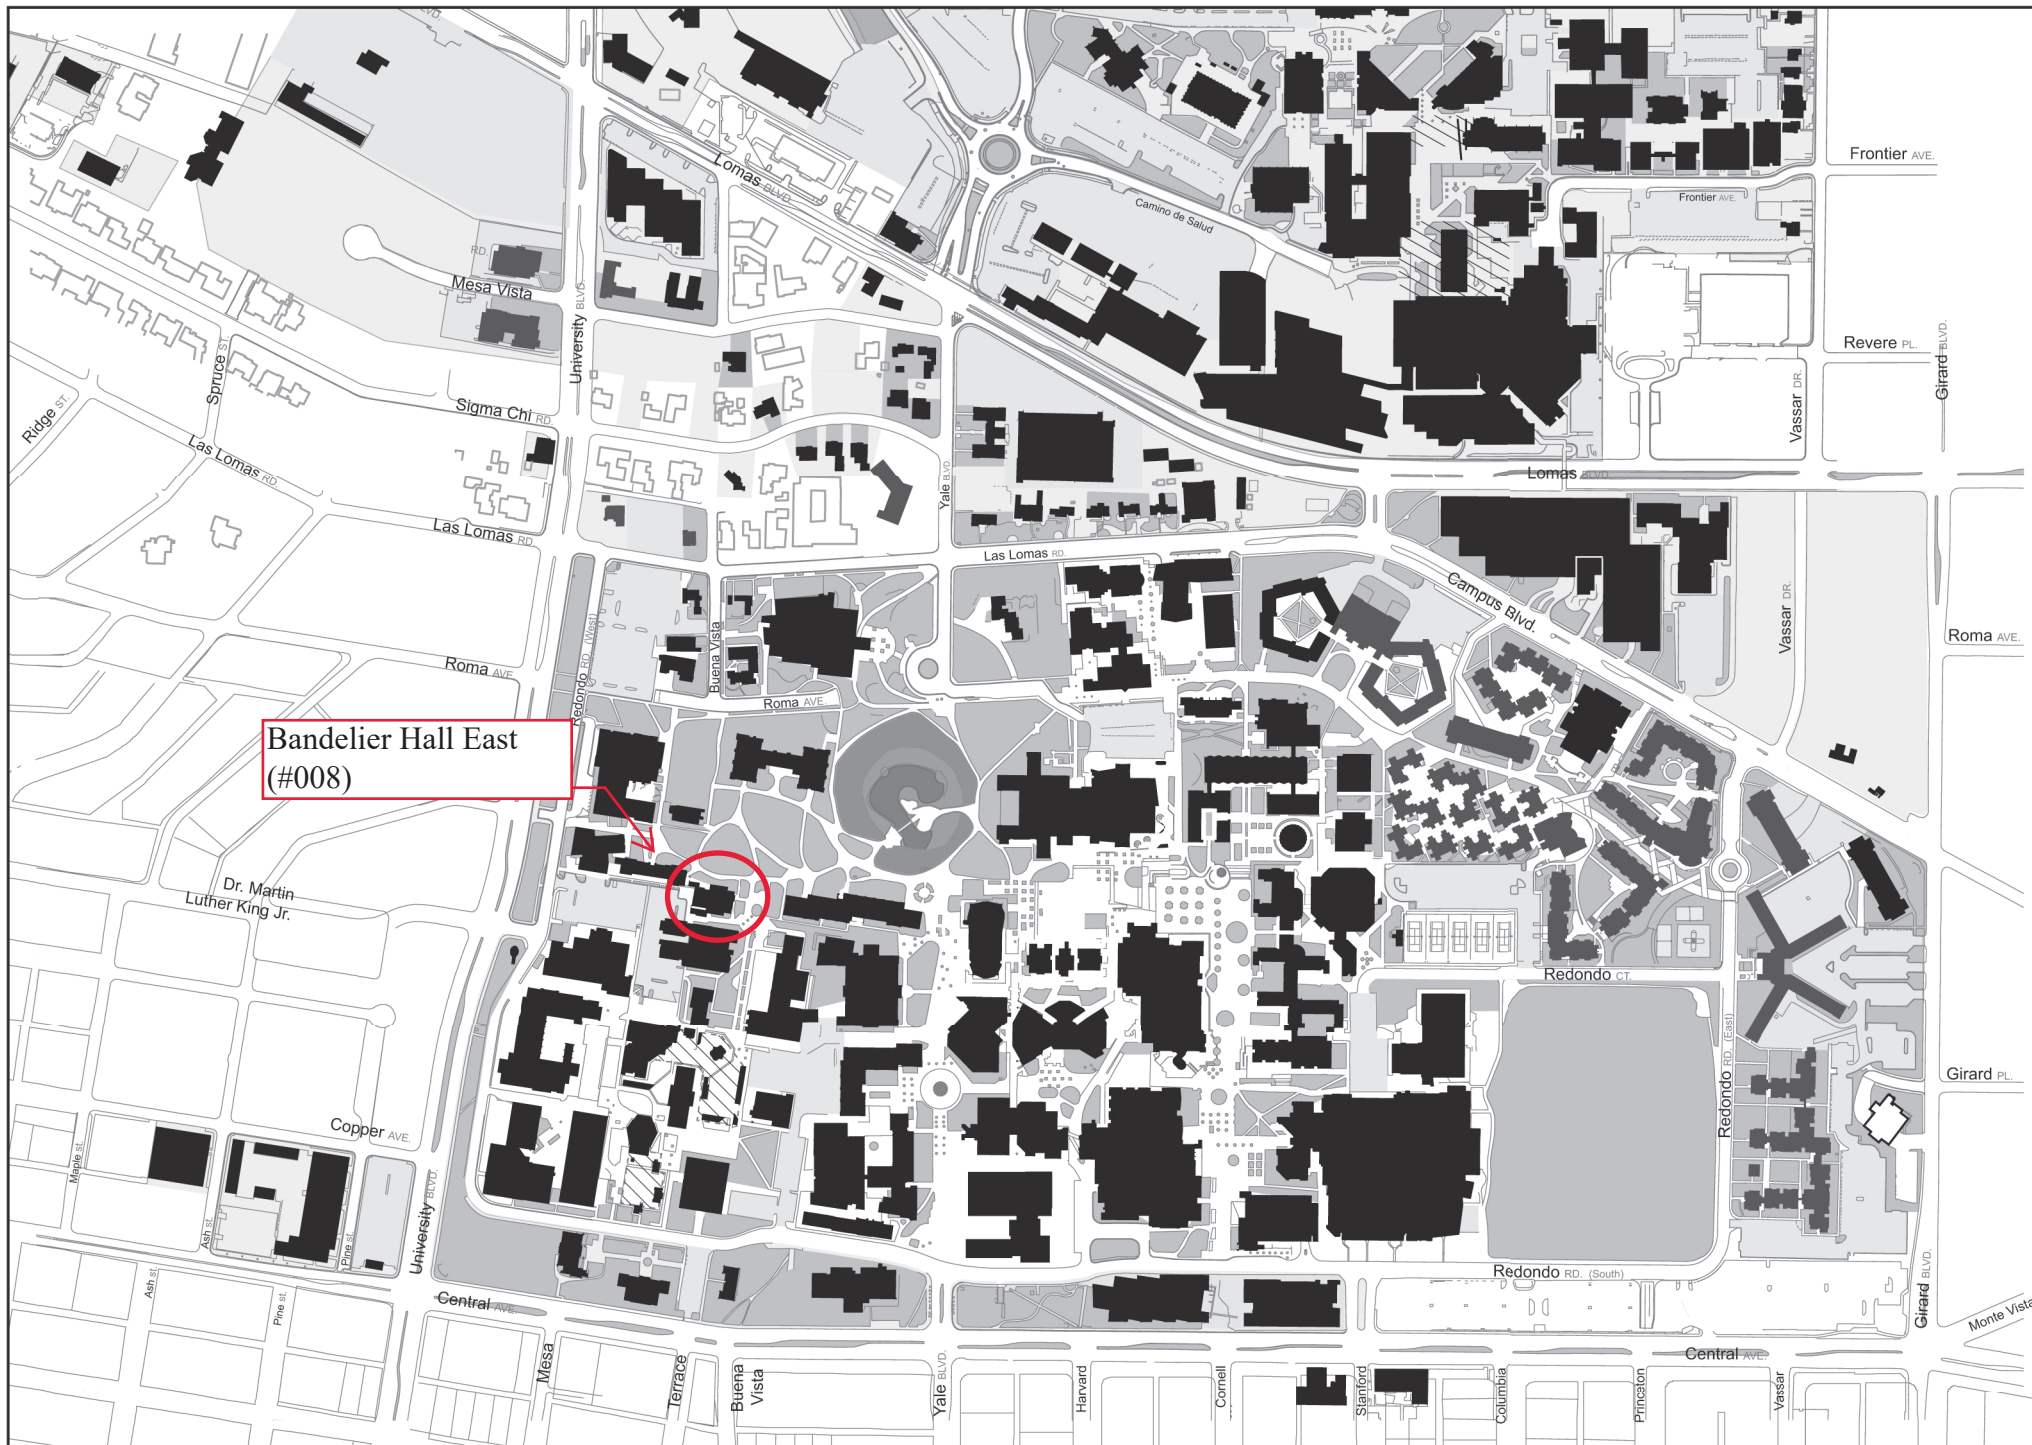 BLVD.
Lomas BLVD.
Camino de Salud
Frontier AVE.
Frontier AVE.
RD.
Mesa Vista
University BLVD.
Revere PL.
Girard BLVD.
Spruce ST.
Ridge ST.
Sigma Chi RD.
Vassar DR.
Las Lomas RD.
Lomas BLVD.
Yale BLVD.
Las Lomas RD.
Las Lomas RD.
Campus Blvd.
Vassar DR.
Roma AVE.
Roma AVE.
Redondo RD. (West)
Buena Vista
Roma AVE.
Bandelier Hall East
(#008)
Dr. Martin
Luther King Jr.
Redondo CT.
Redondo RD. (East)
Girard PL.
Copper AVE.
Maple st.
Ash st.
Pine st.
University BLVD.
Ash st.
Pine st.
Central AVE.
Redondo RD. (South)
Girard BLVD.
Monte Vista
Central AVE.
Mesa
Terrace
Buena
Vista
Yale BLVD.
Harvard
Cornell
Stanford
Columbia
Princeton
Vassar